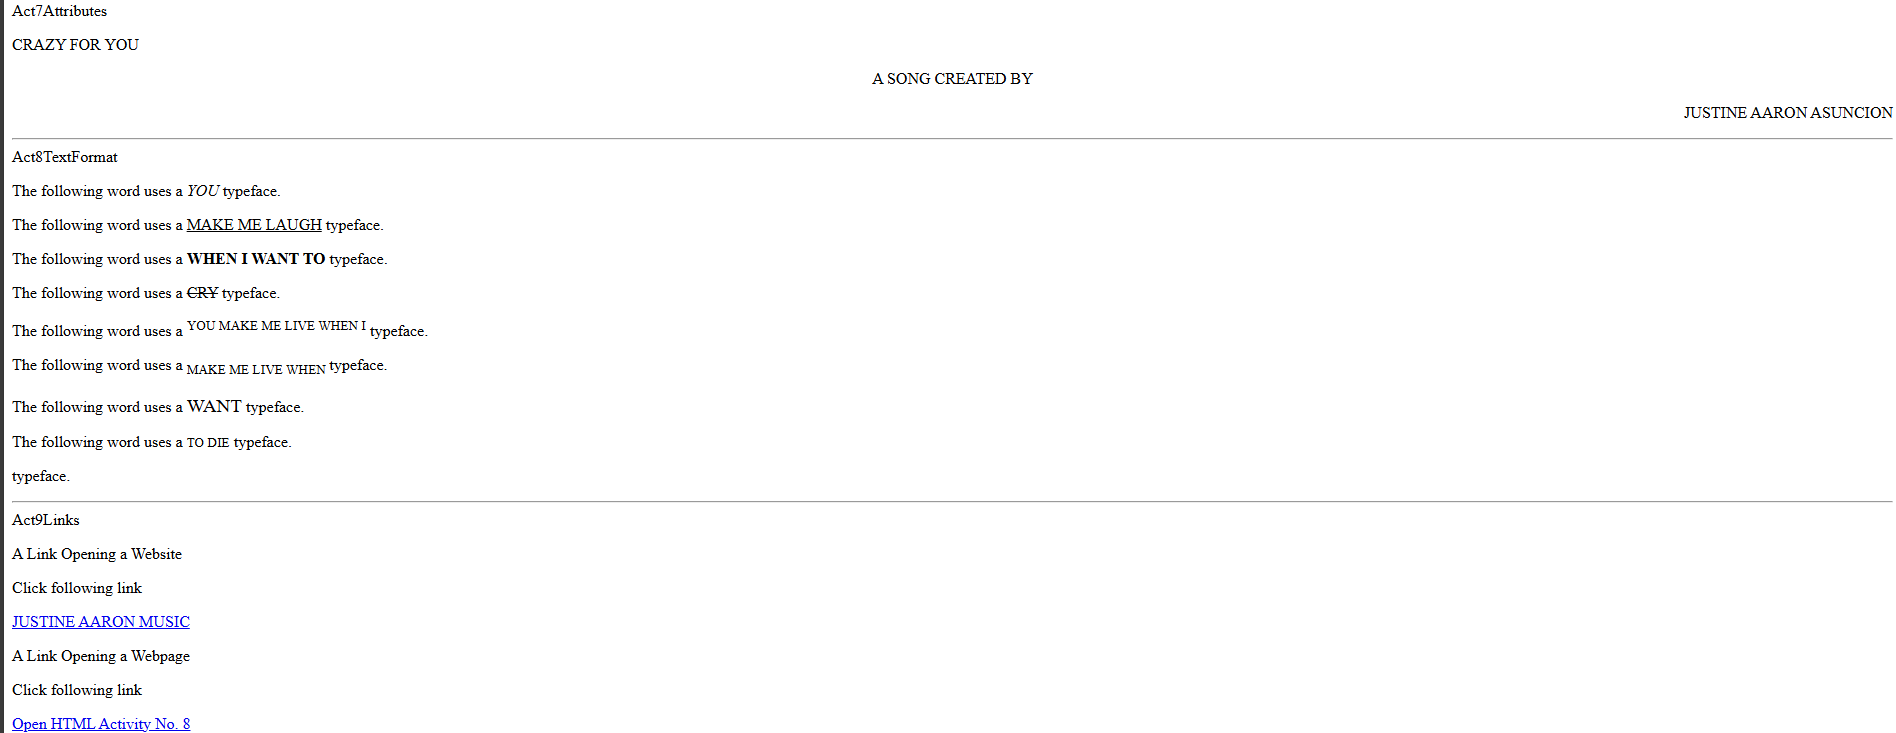 Act7Attributes
CRAZY FOR YOU
A SONG CREATED BY
JUSTINE AARON ASUNCION
Act8TextFormat
The following word uses a YOU typeface.
The following word uses a MAKE ME LAUGH typeface.
The following word uses a WHEN I WANT TO typeface.
The following word uses a CRY typeface.
The following word uses a YOU MAKE ME LIVE WHEN I typeface.
The following word uses a MAKE ME LIVE WHEN typeface.
The following word uses a WANT typeface.
The following word uses a TO DIE typeface.
typeface.
Act9Links
A Link Opening a Website
Click following link
JUSTINE AARON MUSIC
A Link Opening a Webpage
Click following link
Open HTML Activity No. 8